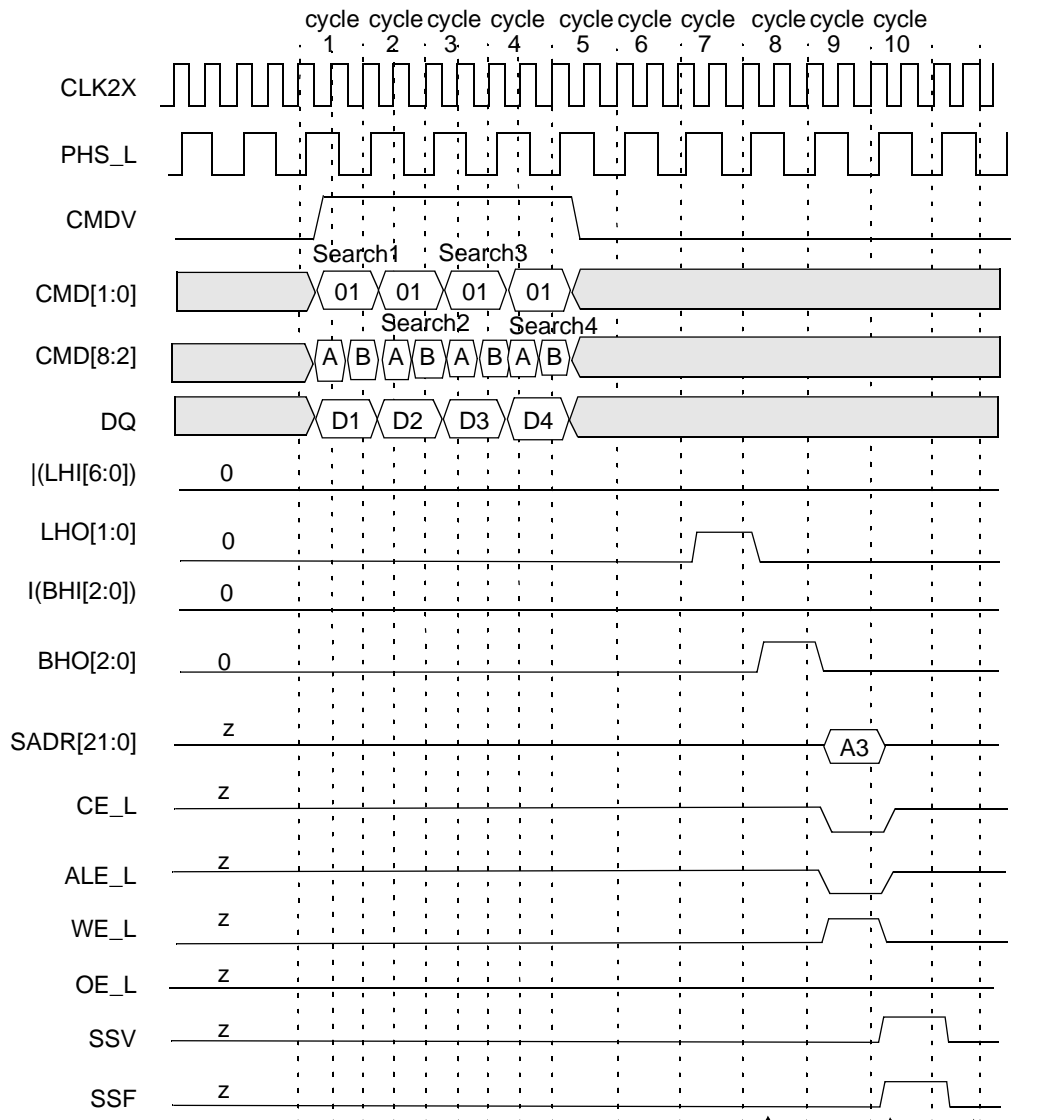 cycle cycle cycle cycle cycle cycle cycle cycle cycle cycle
1 2 3 4 5 6 7 8 9 10
CLK2X
PHS_L
CMDV
Search1 Search3
CMD[1:0] 01 01 01 01
Search2 Search4
CMD[8:2] A B A B A B A B
DQ D1 D2 D3 D4
|(LHI[6:0]) 0
LHO[1:0] 0
I(BHI[2:0]) 0
BHO[2:0] 0
SADR[21:0] z A3
CE_L z
ALE_L z
WE_L z
OE_L z
SSV z
SSF z